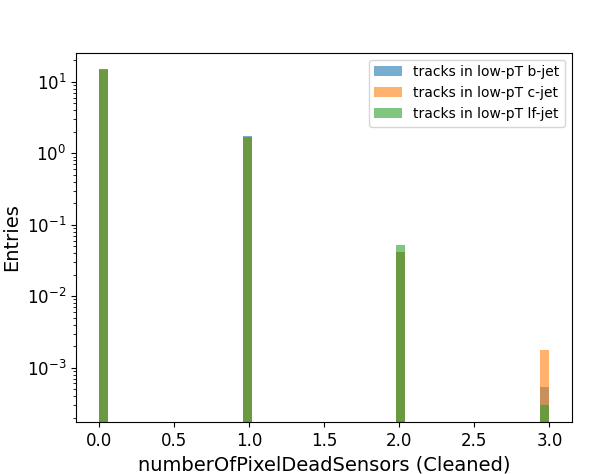 tracks in low-pT b-jet
tracks in low-pT c-jet
tracks in low-pT lf-jet
Entries
10¹
10⁰
10⁻¹
10⁻²
10⁻³
0.0 0.5 1.0 1.5 2.0 2.5 3.0
numberOfPixelDeadSensors (Cleaned)